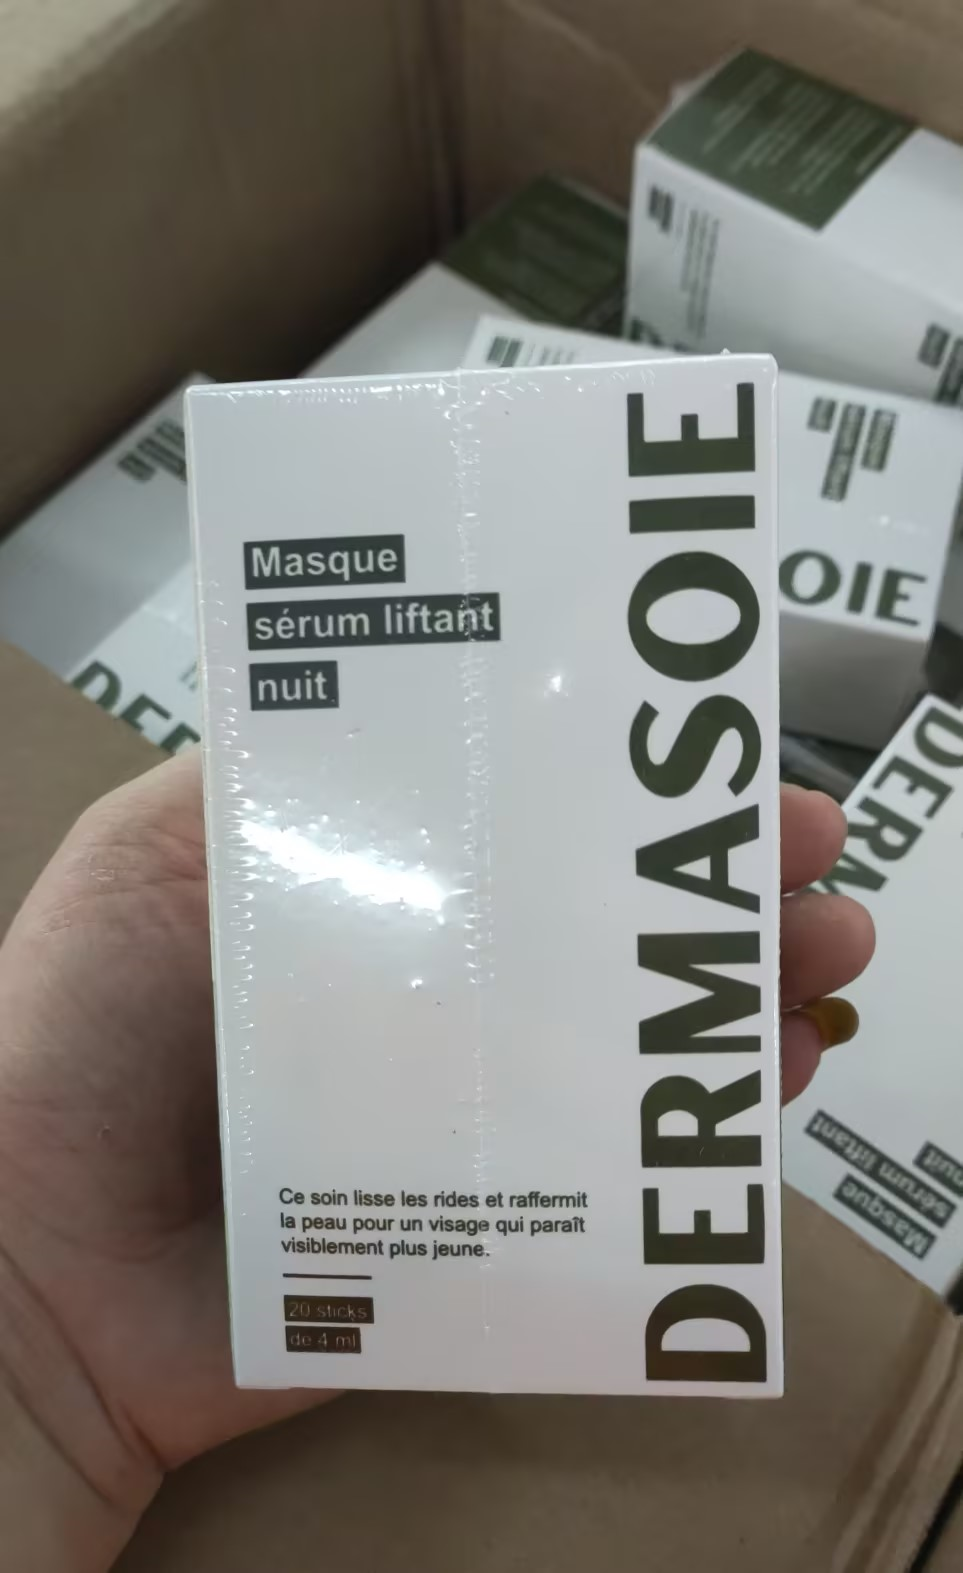 Masque
sérum liftant
nuit
DERMASOIE
Ce soin lisse les rides et raffermit
la peau pour un visage qui paraît
visiblement plus jeune.
20 sticks
de 4 ml
OIE
DER
DERM
Masque
sérum liftant
nuit